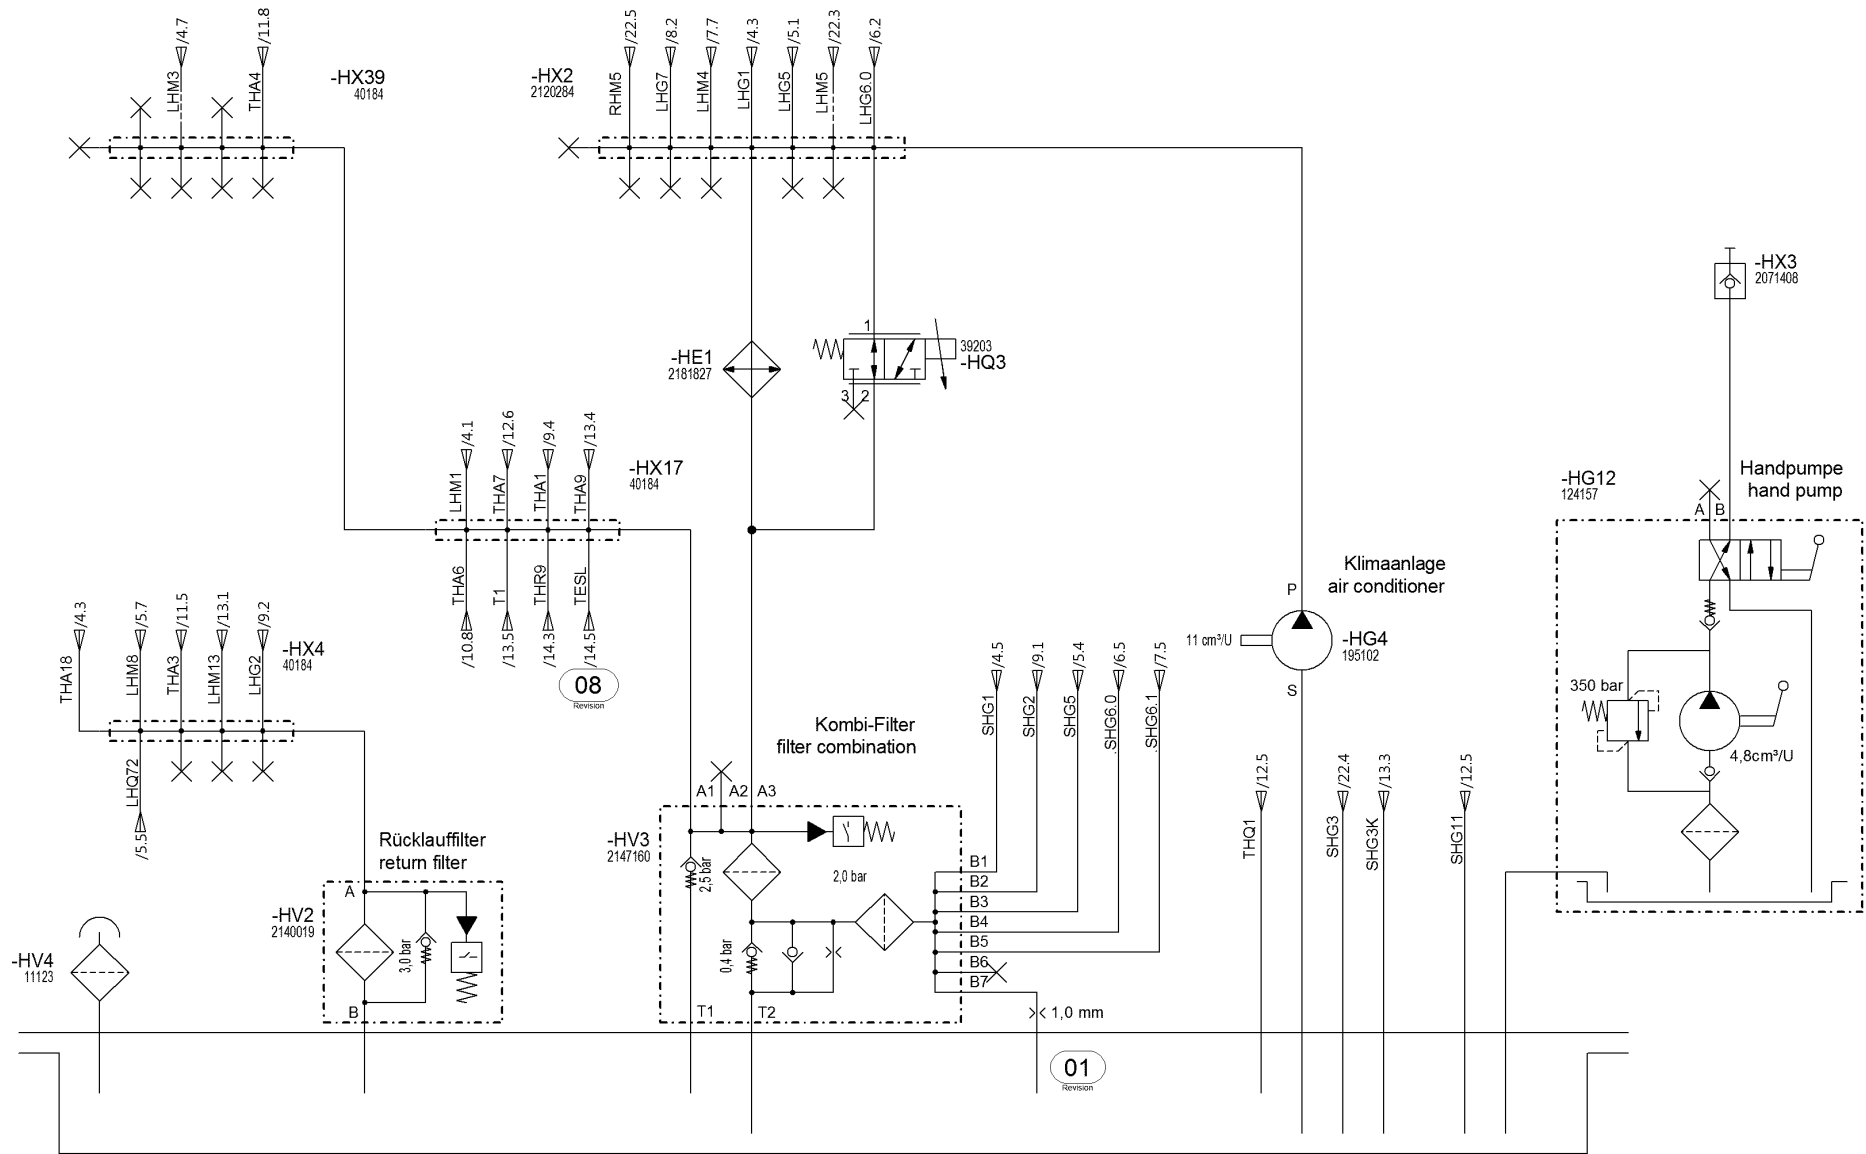 /4.7
/11.8
LHM3
THA4
-HX39
40184
-HX2
2120284
/22.5
/8.2
/7.7
/4.3
/5.1
/22.3
/6.2
RHM5
LHG7
LHM4
LHG1
LHG5
LHM5
LHG6.0
-HX3
2071408
1
39203
-HQ3
3 2
-HE1
2181827
/4.1
/12.6
/9.4
/13.4
LHM1
THA7
THA1
THA9
-HX17
40184
THA6
T1
THR9
TESL
/10.8
/13.5
/14.3
/14.5
08
Revision
Handpumpe
hand pump
-HG12
124157
A B
350 bar
4,8cm³/U
Klimaanlage
air conditioner
P
11 cm³/U
-HG4
195102
S
/4.3
/5.7
/11.5
/13.1
/9.2
THA18
LHM8
THA3
LHM13
LHG2
-HX4
40184
LHQ72
/5.5
/4.5
/9.1
/5.4
/6.5
/7.5
SHG1
SHG2
SHG5
.SHG6.0
.SHG6.1
Kombi-Filter
filter combination
A1 A2 A3
-HV3
2147160
2,5 bar
2,0 bar
0,4 bar
B1
B2
B3
B4
B5
B6
B7
T1 T2
1,0 mm
01
Revision
/12.5
/22.4
/13.3
/12.5
THQ1
SHG3
SHG3K
SHG11
Rücklauffilter
return filter
A
-HV2
2140019
3,0 bar
B
-HV4
11123